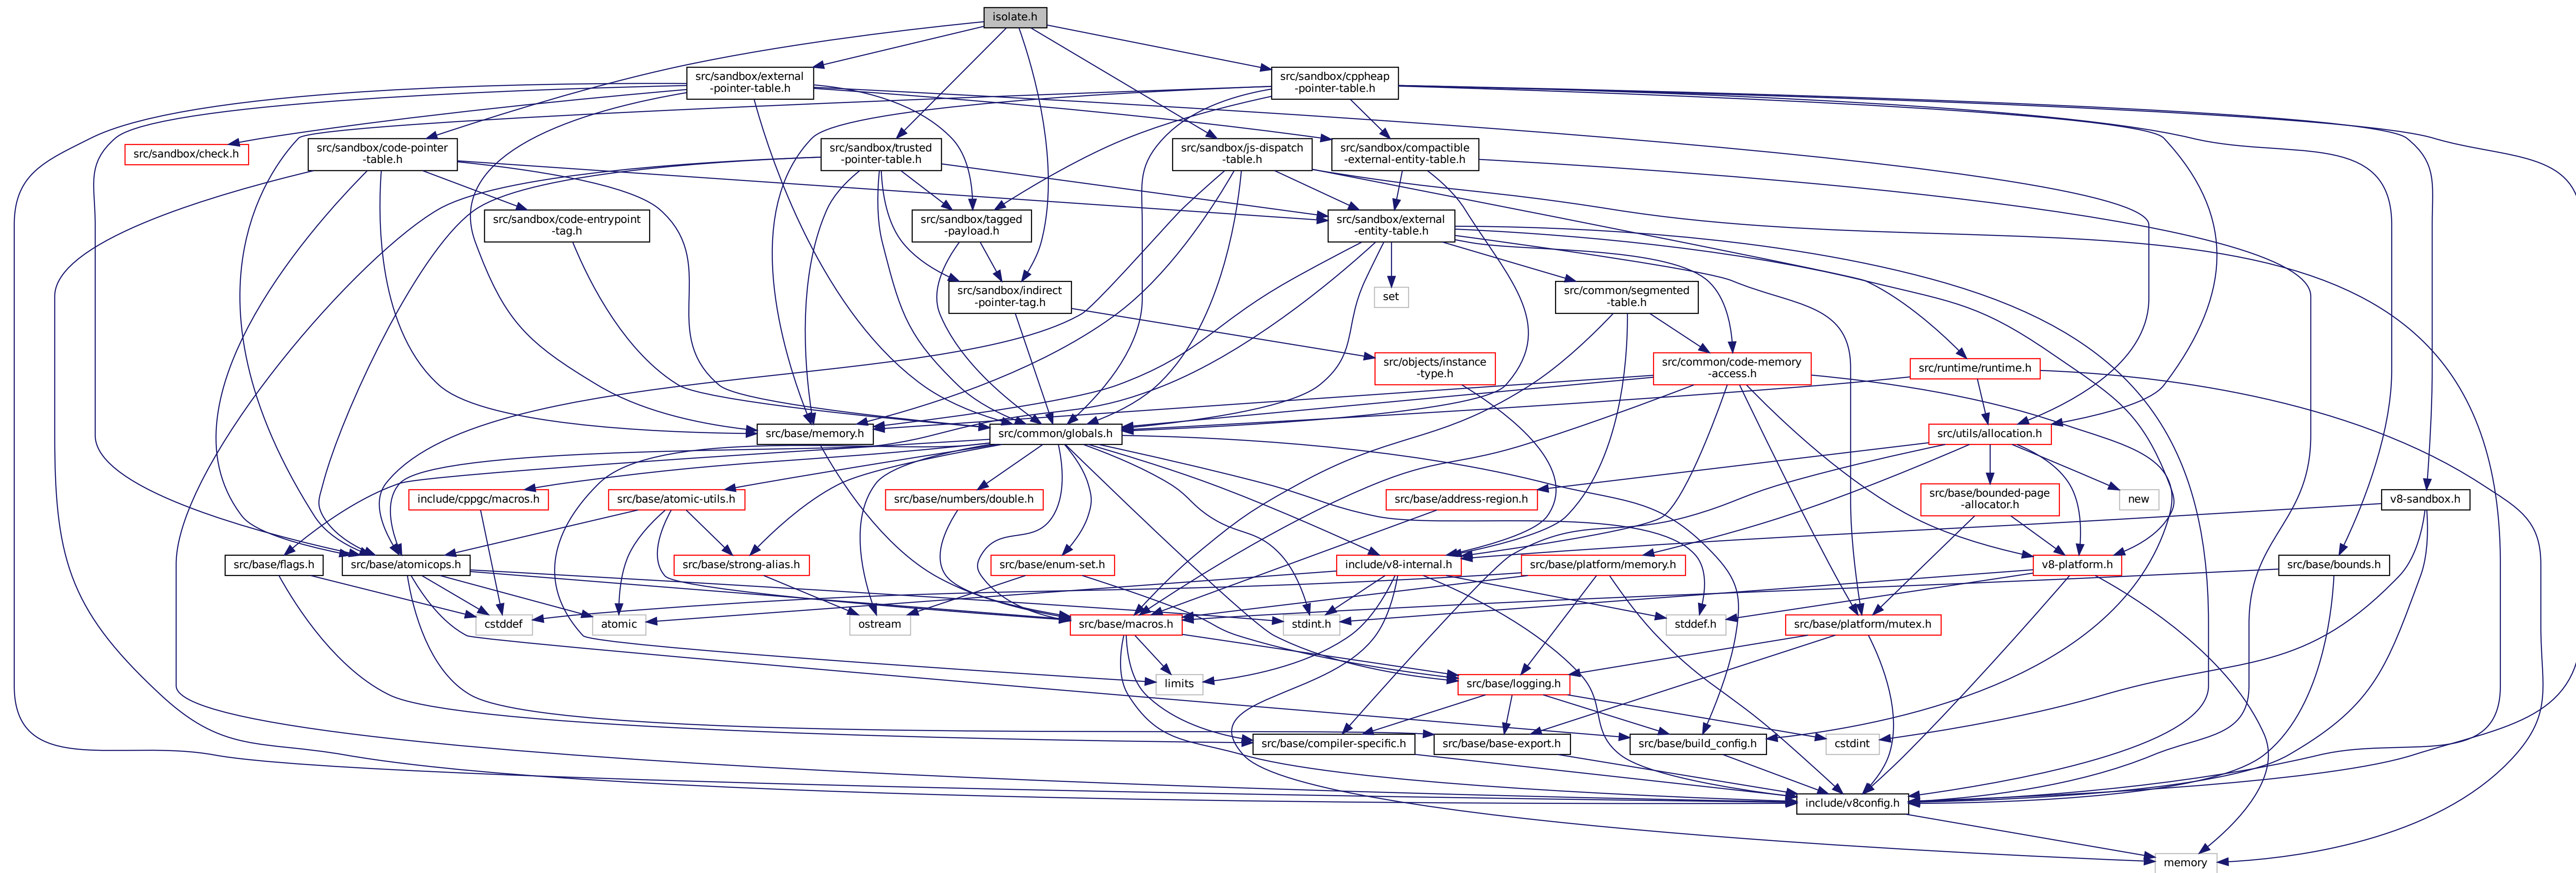 isolate.h
src/sandbox/external
-pointer-table.h
src/sandbox/cppheap
-pointer-table.h
src/sandbox/check.h
src/sandbox/code-pointer
-table.h
src/sandbox/trusted
-pointer-table.h
src/sandbox/js-dispatch
-table.h
src/sandbox/compactible
-external-entity-table.h
src/sandbox/code-entrypoint
-tag.h
src/sandbox/tagged
-payload.h
src/sandbox/external
-entity-table.h
src/sandbox/indirect
-pointer-tag.h
set
src/common/segmented
-table.h
src/objects/instance
-type.h
src/common/code-memory
-access.h
src/runtime/runtime.h
src/base/memory.h
src/common/globals.h
src/utils/allocation.h
include/cppgc/macros.h
src/base/atomic-utils.h
src/base/numbers/double.h
src/base/address-region.h
src/base/bounded-page
-allocator.h
new
v8-sandbox.h
src/base/flags.h
src/base/atomicops.h
src/base/strong-alias.h
src/base/enum-set.h
include/v8-internal.h
src/base/platform/memory.h
v8-platform.h
src/base/bounds.h
cstddef
atomic
ostream
src/base/macros.h
stdint.h
stddef.h
src/base/platform/mutex.h
limits
src/base/logging.h
src/base/compiler-specific.h
src/base/base-export.h
src/base/build_config.h
cstdint
include/v8config.h
memory